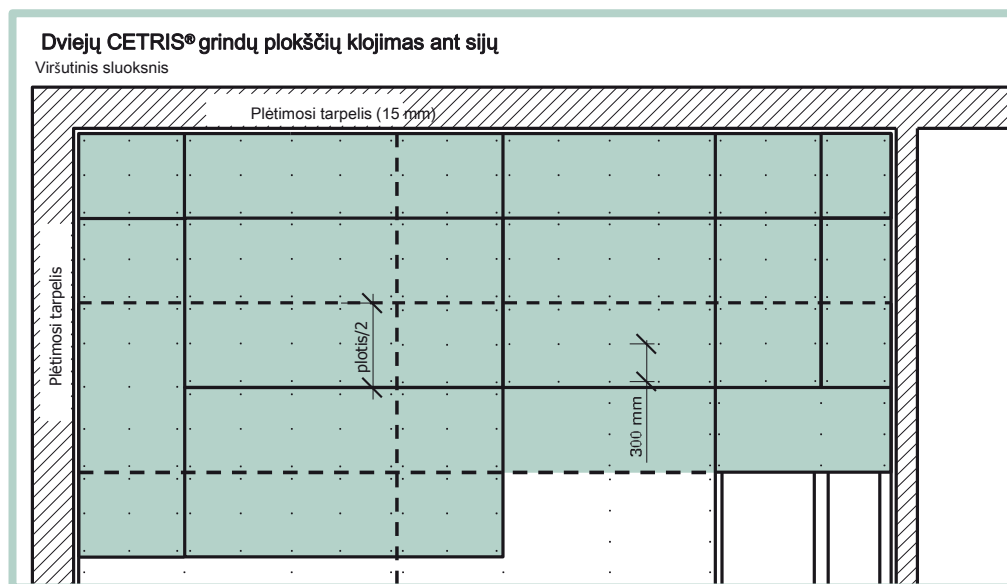 Dviejų CETRIS® grindų plokščių klojimas ant sijų
Viršutinis sluoksnis
Plėtimosi tarpelis (15 mm)
Plėtimosi tarpelis
plotis/2
300 mm